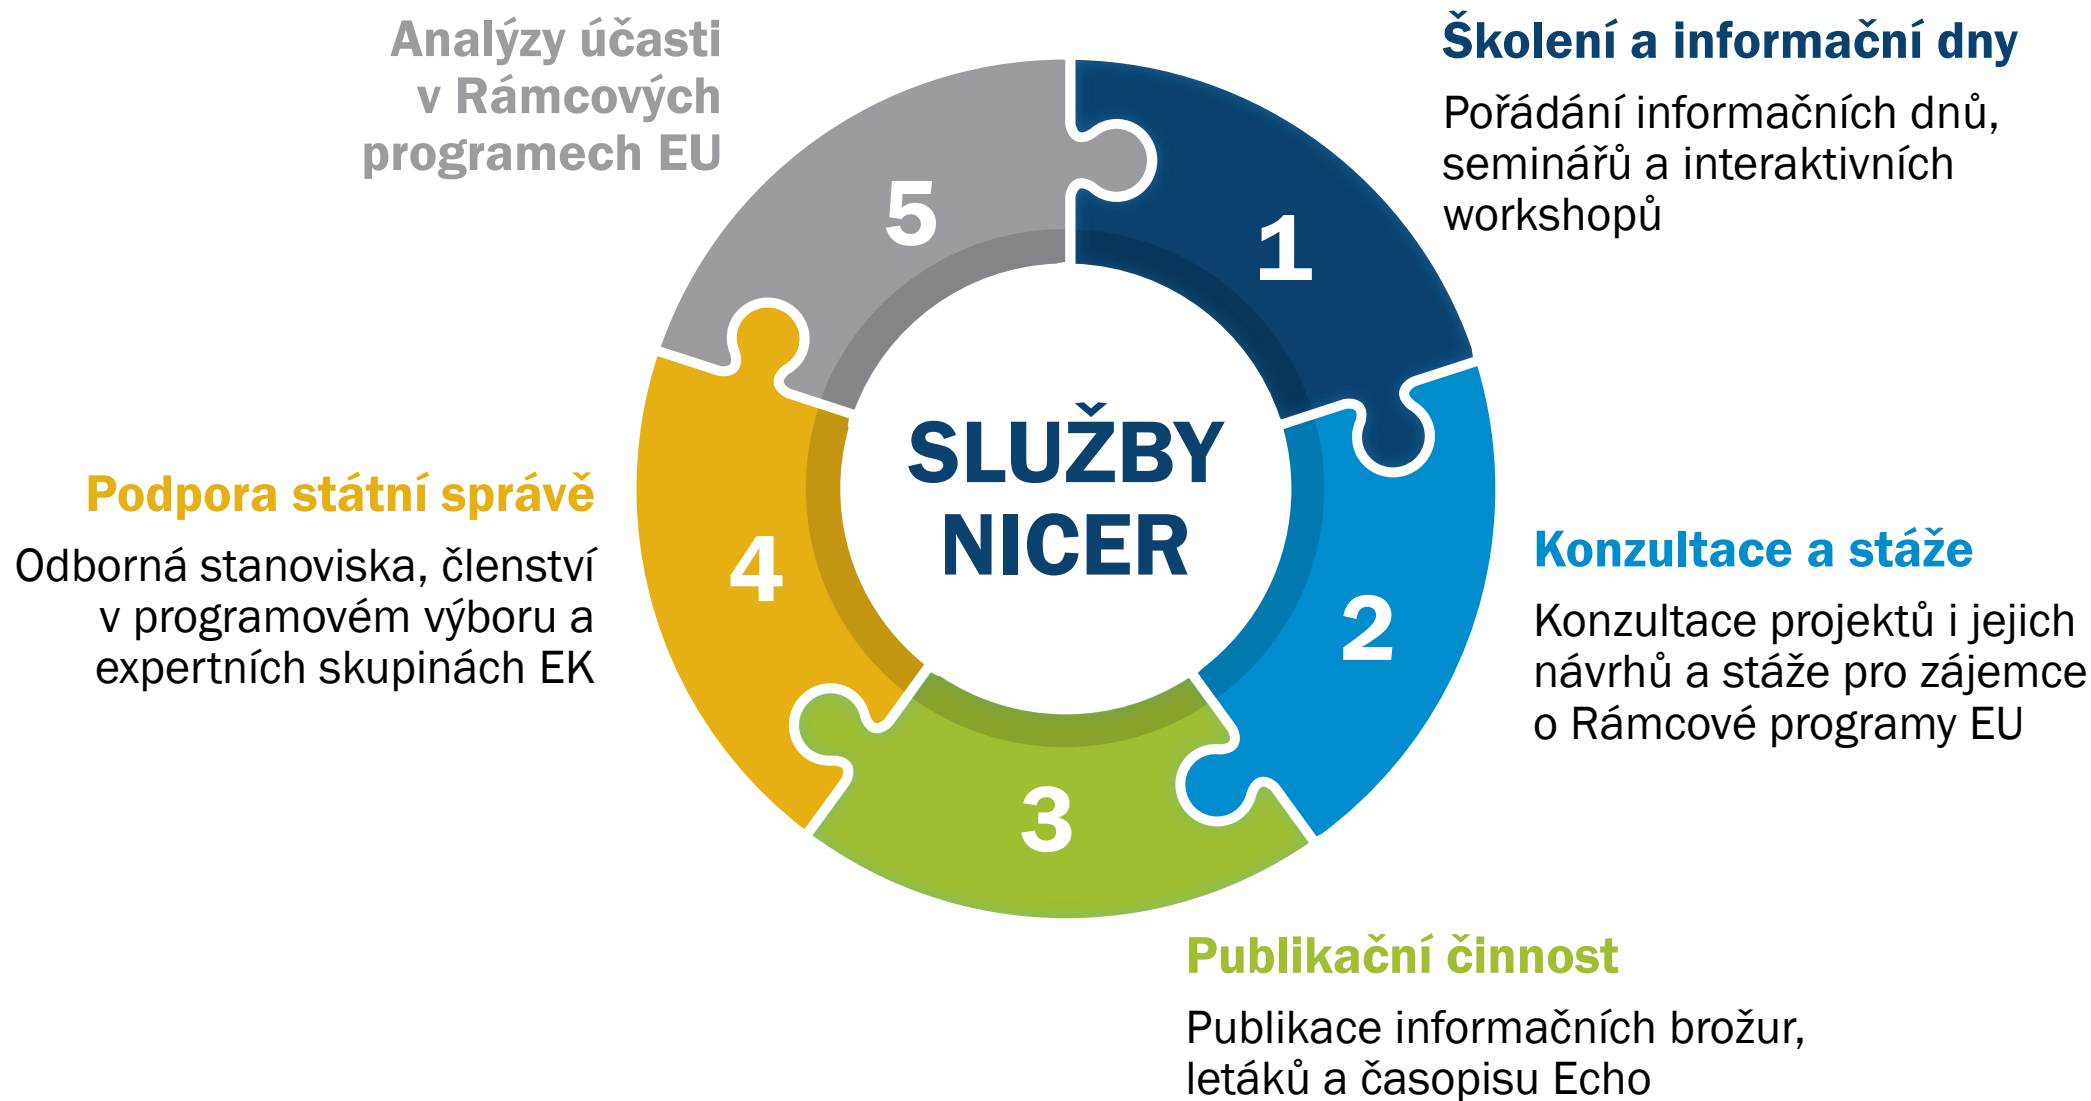 SLUŽBY
NICER
1
Školení a informační dny
Pořádání informačních dnů,
seminářů a interaktivních
workshopů
2
Konzultace a stáže
Konzultace projektů i jejich
návrhů a stáže pro zájemce
o Rámcové programy EU
3
Publikační činnost
Publikace informačních brožur,
letáků a časopisu Echo
4
Podpora státní správě
Odborná stanoviska, členství
v programovém výboru a
expertních skupinách EK
5
Analýzy účasti
v Rámcových
programech EU